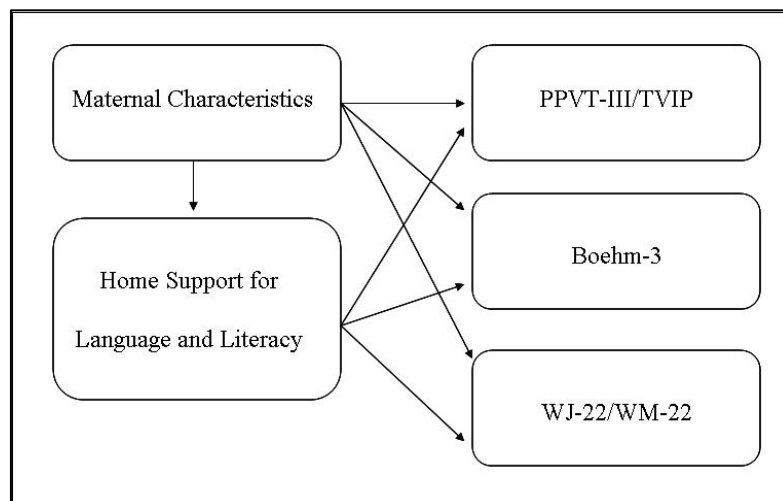 Maternal Characteristics
Home Support for
Language and Literacy
PPVT-III/TVIP
Boehm-3
WJ-22/WM-22